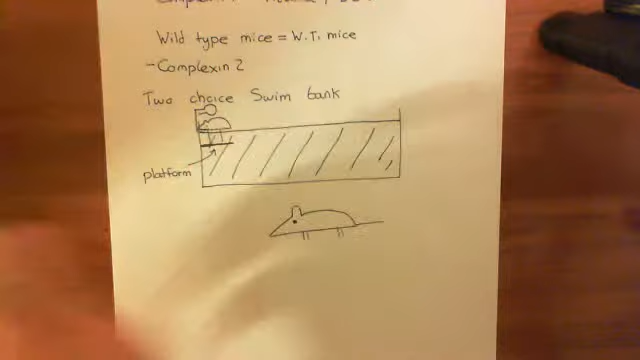 Wild type mice = W.T. mice
- Complexin 2
Two choice Swim tank
platform